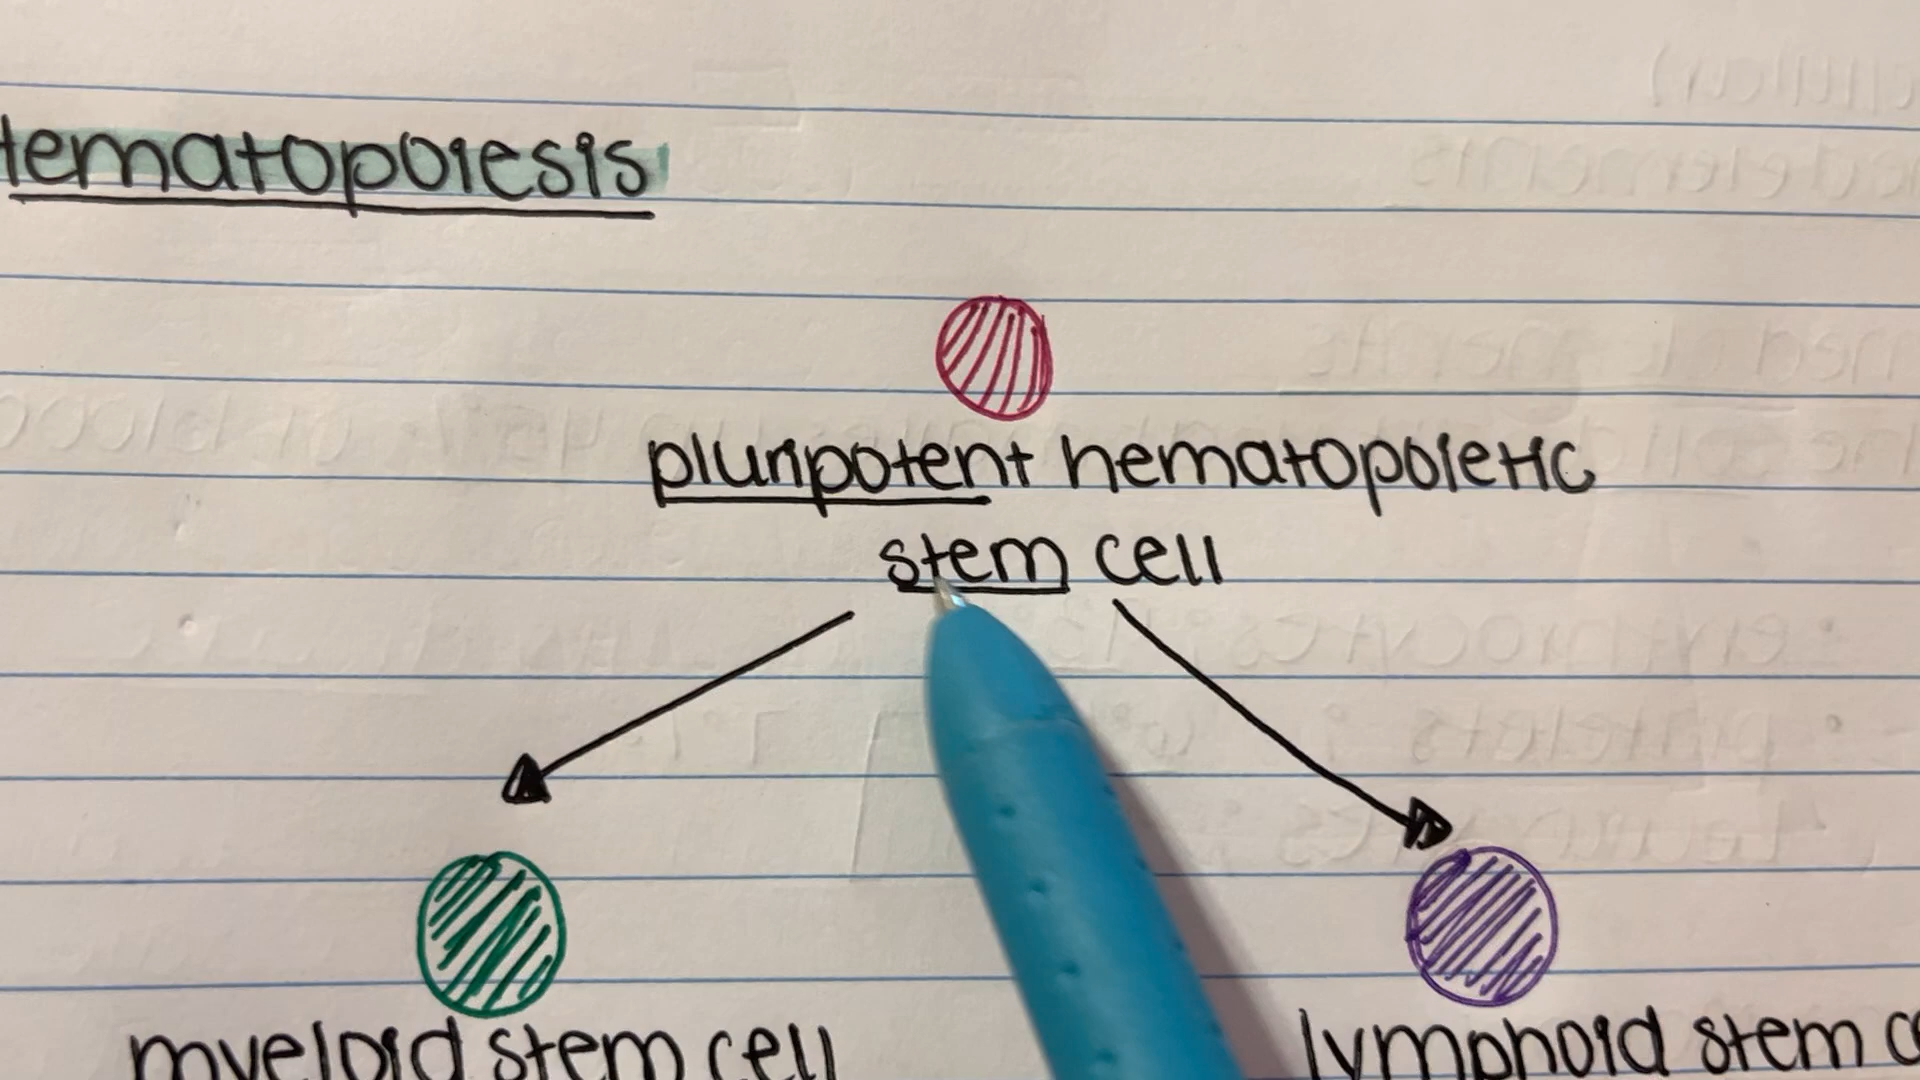 Hematopoiesis
pluripotent hematopoietic
stem cell
myeloid stem cell
lymphoid stem